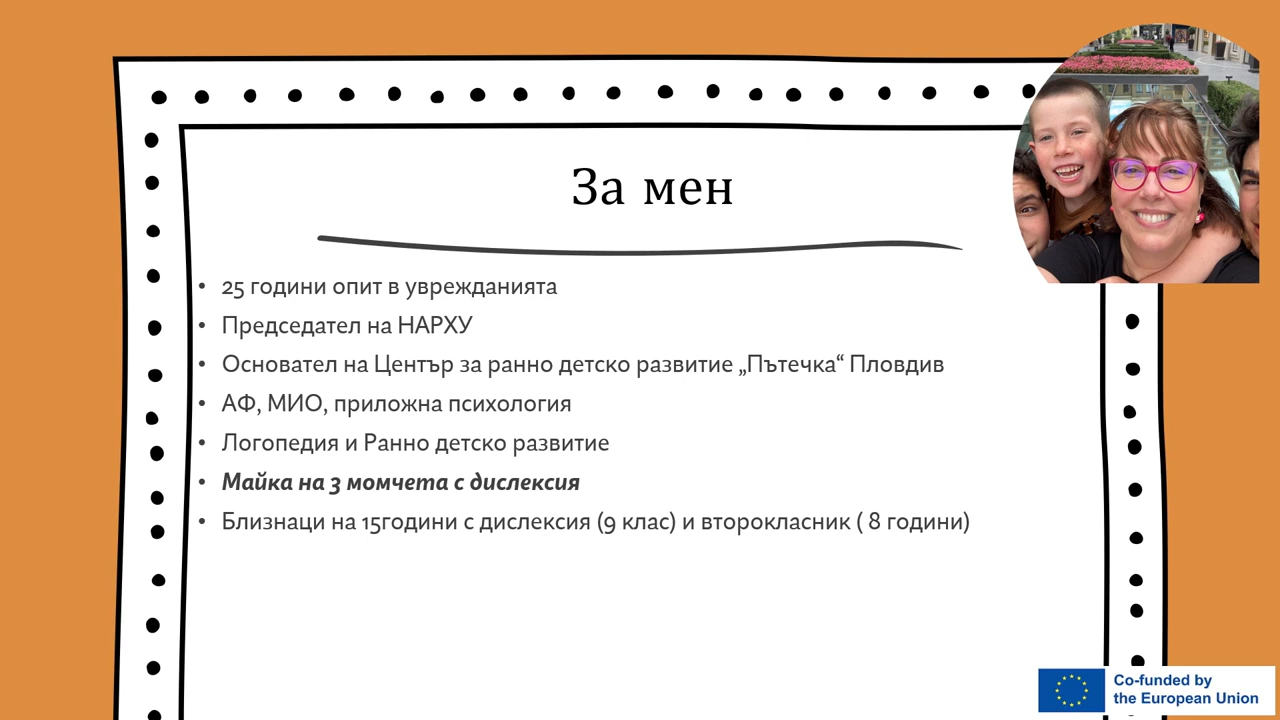 За мен
• 25 години опит в уврежданията
• Председател на НАРХУ
• Основател на Център за ранно детско развитие „Пътечка“ Пловдив
• АФ, МИО, приложна психология
• Логопедия и Ранно детско развитие
• Майка на 3 момчета с дислексия
• Близнаци на 15години с дислексия (9 клас) и второкласник ( 8 години)
Co-funded by
the European Union